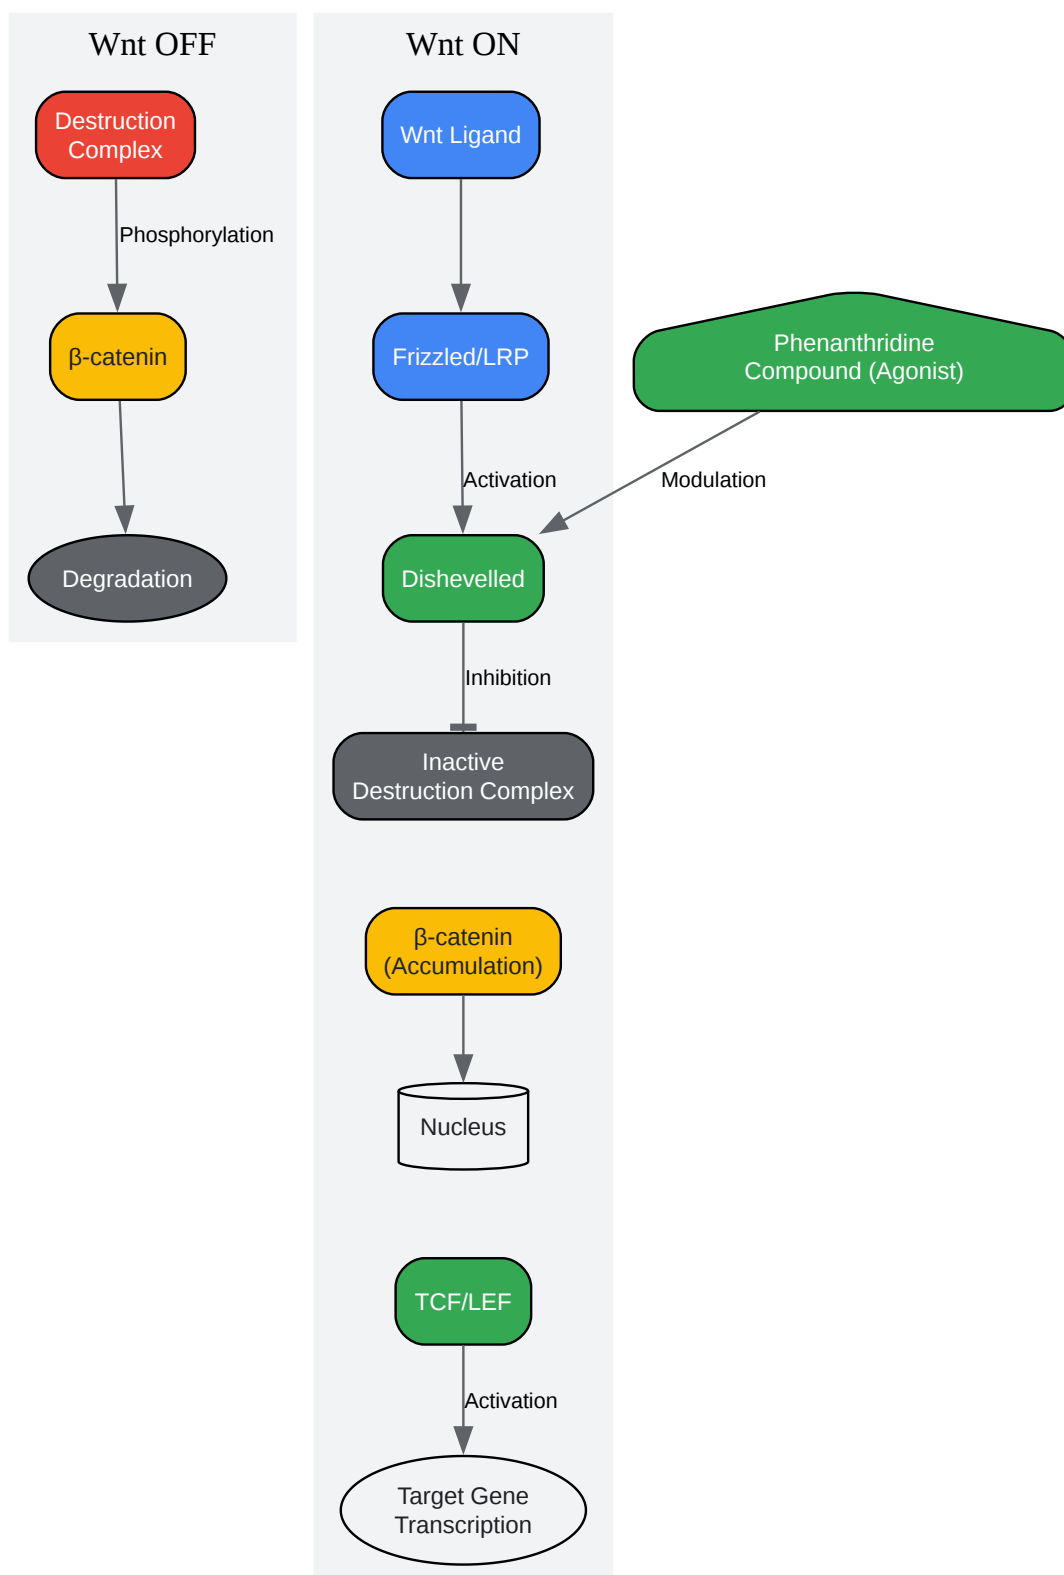 Wnt OFF
Destruction
Complex
Phosphorylation
β-catenin
Degradation
Wnt ON
Wnt Ligand
Frizzled/LRP
Activation
Dishevelled
Inhibition
Inactive
Destruction Complex
β-catenin
(Accumulation)
Nucleus
TCF/LEF
Activation
Target Gene
Transcription
Phenanthridine
Compound (Agonist)
Modulation